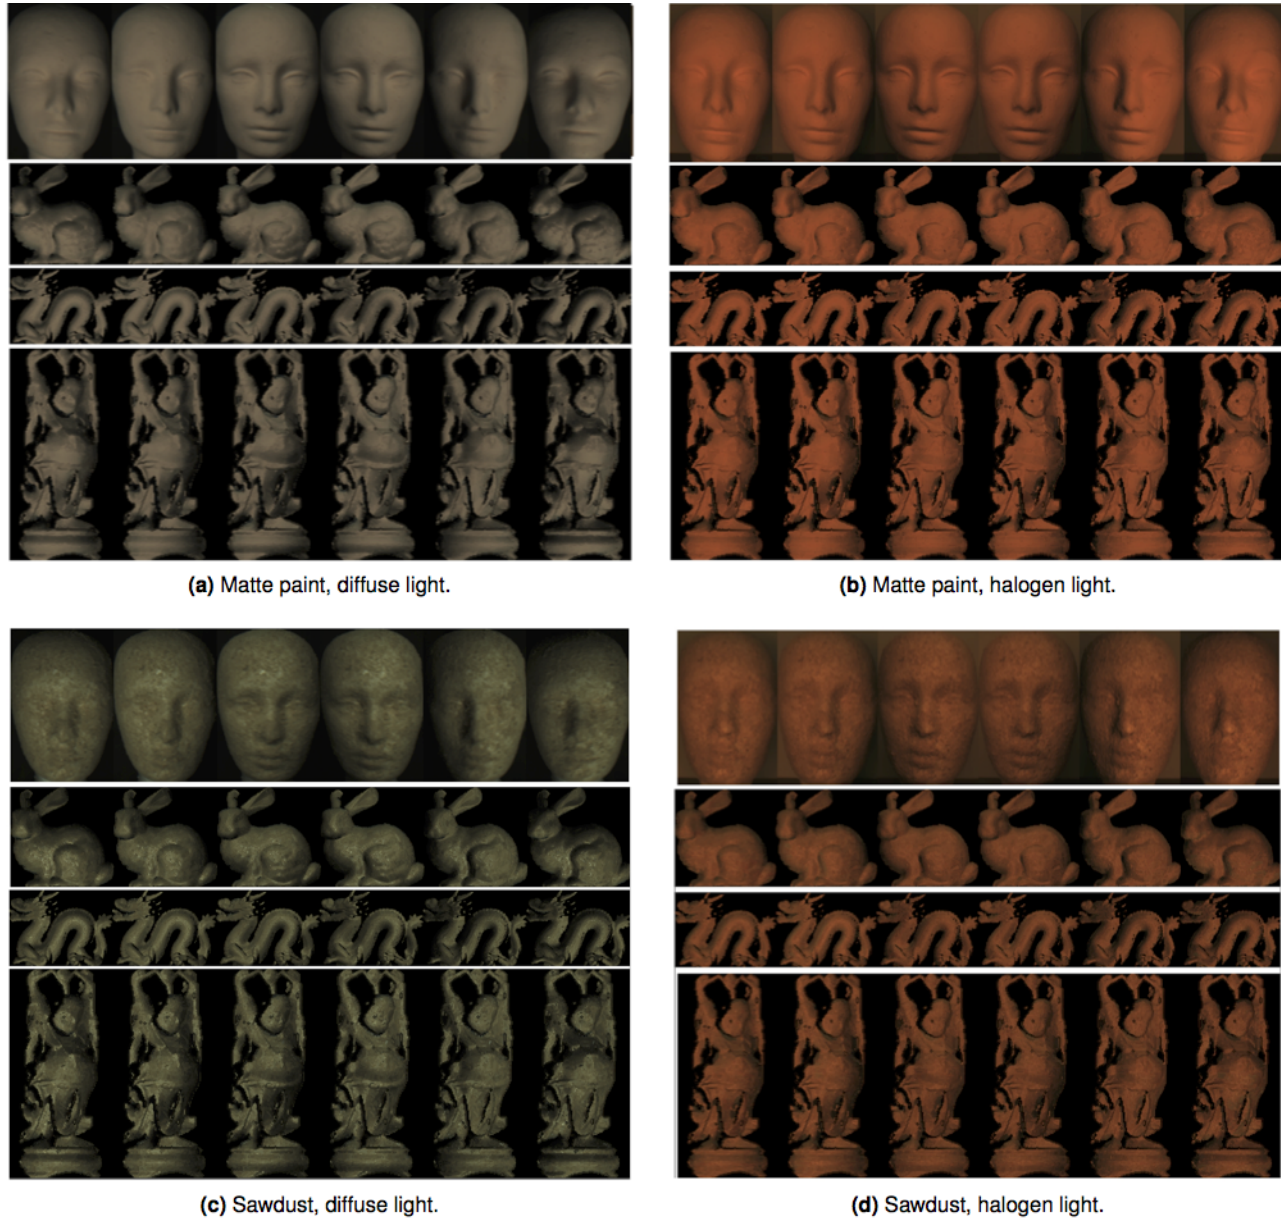 (a) Matte paint, diffuse light.
(b) Matte paint, halogen light.
(c) Sawdust, diffuse light.
(d) Sawdust, halogen light.